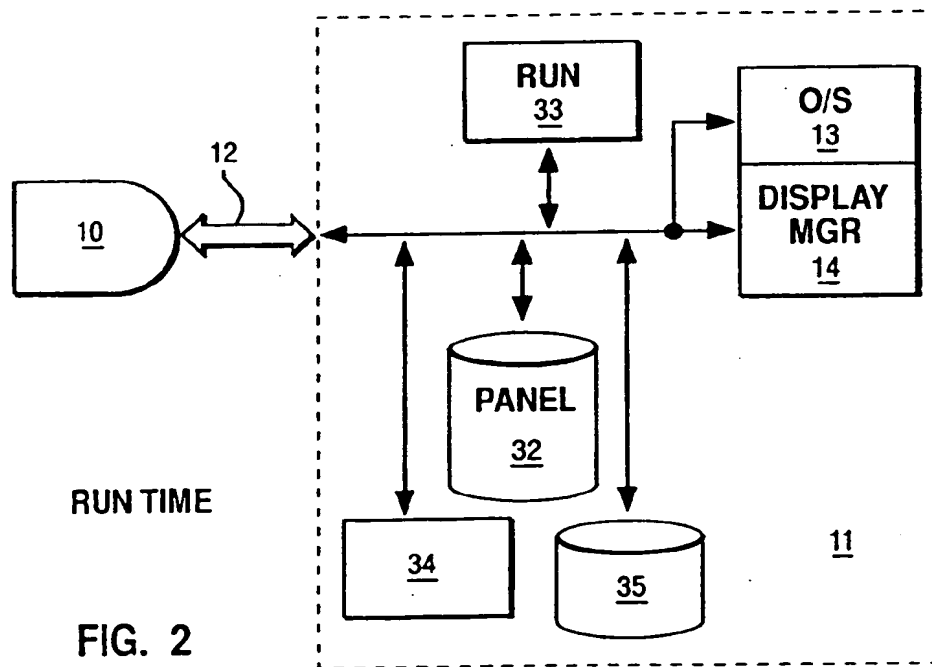 RUN
33
O/S
13
12
10
DISPLAY
MGR
14
PANEL
32
RUN TIME
34
35
11
FIG. 2